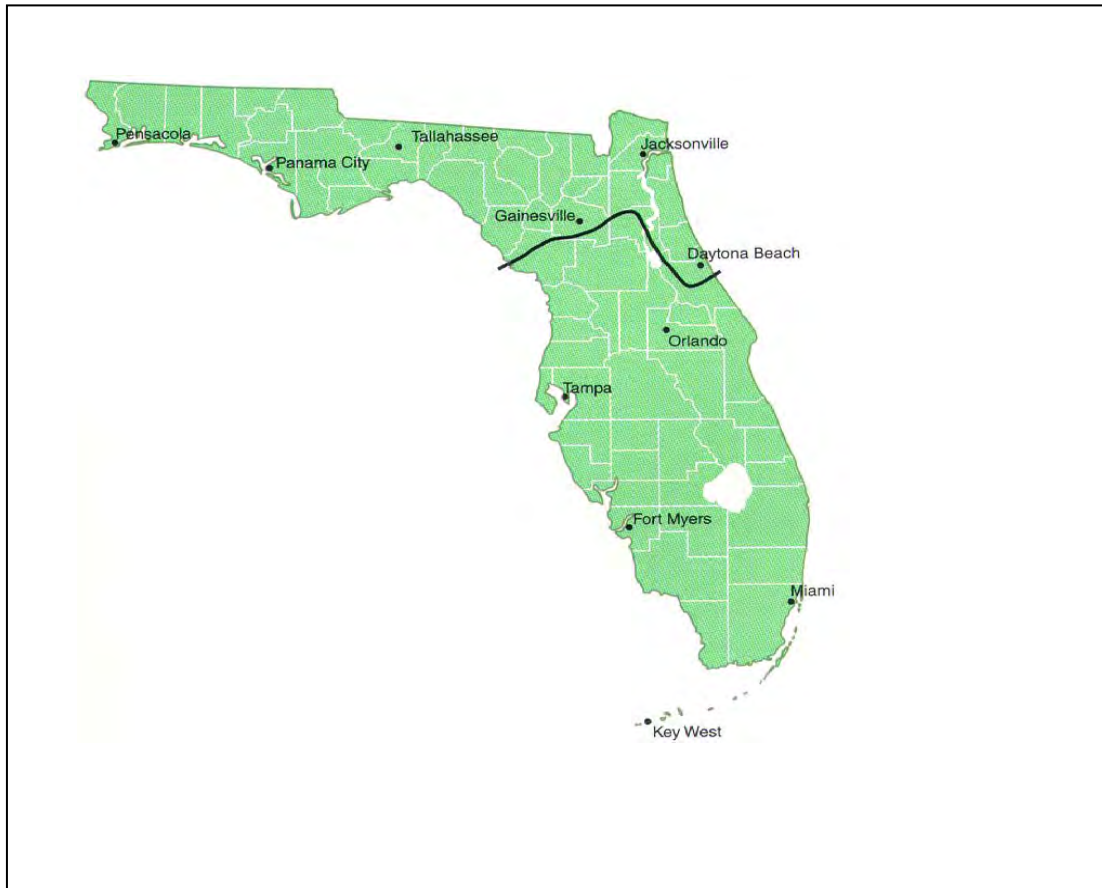 Pensacola
Tallahassee
Jacksonville
Panama City
Gainesville
Daytona Beach
Orlando
Tampa
Fort Myers
Miami
Key West